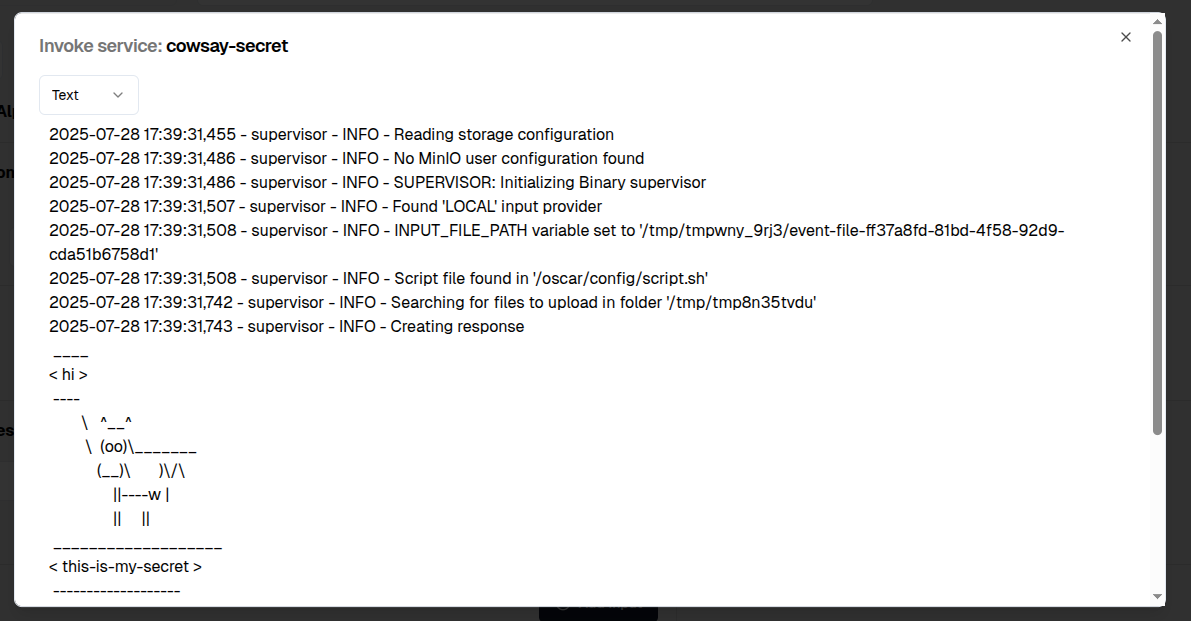 Invoke service: cowsay-secret
Text
2025-07-28 17:39:31,455 - supervisor - INFO - Reading storage configuration
2025-07-28 17:39:31,486 - supervisor - INFO - No MinIO user configuration found
2025-07-28 17:39:31,486 - supervisor - INFO - SUPERVISOR: Initializing Binary supervisor
2025-07-28 17:39:31,507 - supervisor - INFO - Found 'LOCAL' input provider
2025-07-28 17:39:31,508 - supervisor - INFO - INPUT_FILE_PATH variable set to '/tmp/tmpwny_9rj3/event-file-ff37a8fd-81bd-4f58-92d9-
cda51b6758d1'
2025-07-28 17:39:31,508 - supervisor - INFO - Script file found in '/oscar/config/script.sh'
2025-07-28 17:39:31,742 - supervisor - INFO - Searching for files to upload in folder '/tmp/tmp8n35tvdu'
2025-07-28 17:39:31,743 - supervisor - INFO - Creating response
 ____
< hi >
 ----
        \   ^__^
         \  (oo)\_______
            (__)\       )\/\
                ||----w |
                ||     ||
 ___________________
< this-is-my-secret >
 ------------------